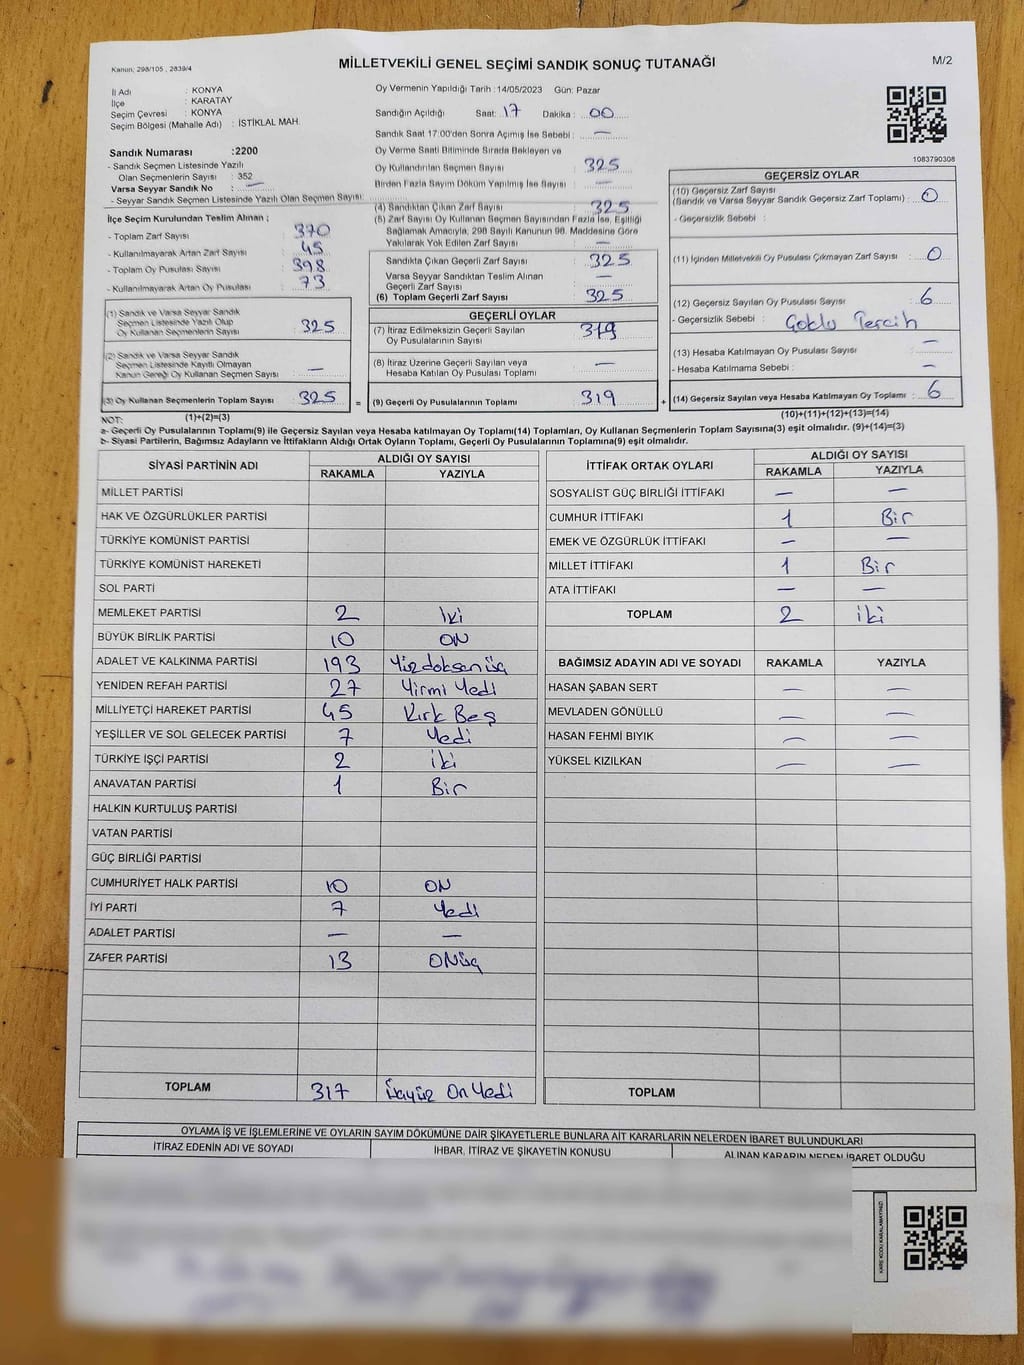 Kanun: 298/105 , 2839/4
MİLLETVEKİLİ GENEL SEÇİMİ SANDIK SONUÇ TUTANAĞI
M/2
İl Adı : KONYA
İlçe : KARATAY
Seçim Çevresi : KONYA
Seçim Bölgesi (Mahalle Adı) : İSTİKLAL MAH.
Sandık Numarası :2200
- Sandık Seçmen Listesinde Yazılı
Olan Seçmenlerin Sayısı : 352
Varsa Seyyar Sandık No : —
- Seyyar Sandık Seçmen Listesinde Yazılı Olan Seçmen Sayısı:
İlçe Seçim Kurulundan Teslim Alınan :
- Toplam Zarf Sayısı : 370
- Kullanılmayarak Artan Zarf Sayısı : 45
- Toplam Oy Pusulası Sayısı : 398
- Kullanılmayarak Artan Oy Pusulası : 73
(1) Sandık ve Varsa Seyyar Sandık
Seçmen Listesinde Yazılı Olup
Oy Kullanan Seçmenlerin Sayısı : 325
(2) Sandık ve Varsa Seyyar Sandık
Seçmen Listesinde Kayıtlı Olmayan
Kanun Gereği Oy Kullanan Seçmen Sayısı : —
(3) Oy Kullanan Seçmenlerin Toplam Sayısı : 325
(1)+(2)=(3)
Oy Vermenin Yapıldığı Tarih : 14/05/2023 Gün: Pazar
Sandığın Açıldığı Saat: 17 Dakika : 00
Sandık Saat 17:00'den Sonra Açılmış İse Sebebi : —
Oy Verme Saati Bitiminde Sırada Bekleyen ve
Oy Kullandırılan Seçmen Sayısı : 325
Birden Fazla Sayım Döküm Yapılmış İse Sayısı : —
(4) Sandıktan Çıkan Zarf Sayısı : 325
(5) Zarf Sayısı Oy Kullanan Seçmen Sayısından Fazla İse, Eşitliği
Sağlamak Amacıyla, 298 Sayılı Kanunun 98. Maddesine Göre
Yakılarak Yok Edilen Zarf Sayısı : —
Sandıkta Çıkan Geçerli Zarf Sayısı : 325
Varsa Seyyar Sandıktan Teslim Alınan
Geçerli Zarf Sayısı : —
(6) Toplam Geçerli Zarf Sayısı : 325
GEÇERLİ OYLAR
(7) İtiraz Edilmeksizin Geçerli Sayılan
Oy Pusulalarının Sayısı : 319
(8) İtiraz Üzerine Geçerli Sayılan veya
Hesaba Katılan Oy Pusulası Toplamı : —
= (9) Geçerli Oy Pusulalarının Toplamı : 319
1083790308
GEÇERSİZ OYLAR
(10) Geçersiz Zarf Sayısı
(Sandık ve Varsa Seyyar Sandık Geçersiz Zarf Toplamı) : 0
- Geçersizlik Sebebi :
(11) İçinden Milletvekili Oy Pusulası Çıkmayan Zarf Sayısı : 0
(12) Geçersiz Sayılan Oy Pusulası Sayısı : 6
- Geçersizlik Sebebi : Çoklu Tercih
(13) Hesaba Katılmayan Oy Pusulası Sayısı : —
- Hesaba Katılmama Sebebi : —
+ (14) Geçersiz Sayılan veya Hesaba Katılmayan Oy Toplamı : 6
(10)+(11)+(12)+(13)=(14)
NOT:
a- Geçerli Oy Pusulalarının Toplamı(9) ile Geçersiz Sayılan veya Hesaba katılmayan Oy Toplamı(14) Toplamları, Oy Kullanan Seçmenlerin Toplam Sayısına(3) eşit olmalıdır. (9)+(14)=(3)
b- Siyasi Partilerin, Bağımsız Adayların ve İttifakların Aldığı Ortak Oyların Toplamı, Geçerli Oy Pusulalarının Toplamına(9) eşit olmalıdır.
SİYASİ PARTİNİN ADI ALDIĞI OY SAYISI
RAKAMLA YAZIYLA
MİLLET PARTİSİ
HAK VE ÖZGÜRLÜKLER PARTİSİ
TÜRKİYE KOMÜNİST PARTİSİ
TÜRKİYE KOMÜNİST HAREKETİ
SOL PARTİ
MEMLEKET PARTİSİ 2 iki
BÜYÜK BİRLİK PARTİSİ 10 ON
ADALET VE KALKINMA PARTİSİ 193 Yüzdoksanüç
YENİDEN REFAH PARTİSİ 27 Yirmi Yedi
MİLLİYETÇİ HAREKET PARTİSİ 45 Kırk Beş
YEŞİLLER VE SOL GELECEK PARTİSİ 7 Yedi
TÜRKİYE İŞÇİ PARTİSİ 2 iki
ANAVATAN PARTİSİ 1 Bir
HALKIN KURTULUŞ PARTİSİ
VATAN PARTİSİ
GÜÇ BİRLİĞİ PARTİSİ
CUMHURİYET HALK PARTİSİ 10 ON
İYİ PARTİ 7 Yedi
ADALET PARTİSİ — —
ZAFER PARTİSİ 13 ONüç
TOPLAM 317 üçyüz On Yedi
İTTİFAK ORTAK OYLARI ALDIĞI OY SAYISI
RAKAMLA YAZIYLA
SOSYALİST GÜÇ BİRLİĞİ İTTİFAKI — —
CUMHUR İTTİFAKI 1 Bir
EMEK VE ÖZGÜRLÜK İTTİFAKI — —
MİLLET İTTİFAKI 1 Bir
ATA İTTİFAKI — —
TOPLAM 2 iki
BAĞIMSIZ ADAYIN ADI VE SOYADI RAKAMLA YAZIYLA
HASAN ŞABAN SERT — —
MEVLADEN GÖNÜLLÜ — —
HASAN FEHMİ BIYIK — —
YÜKSEL KIZILKAN — —
TOPLAM
OYLAMA İŞ VE İŞLEMLERİNE VE OYLARIN SAYIM DÖKÜMÜNE DAİR ŞİKAYETLERLE BUNLARA AİT KARARLARIN NELERDEN İBARET BULUNDUKLARI
İTİRAZ EDENİN ADI VE SOYADI İHBAR, İTİRAZ VE ŞİKAYETİN KONUSU ALINAN KARARIN NEDEN İBARET OLDUĞU
KARE KODU KARALAMAYINIZ!